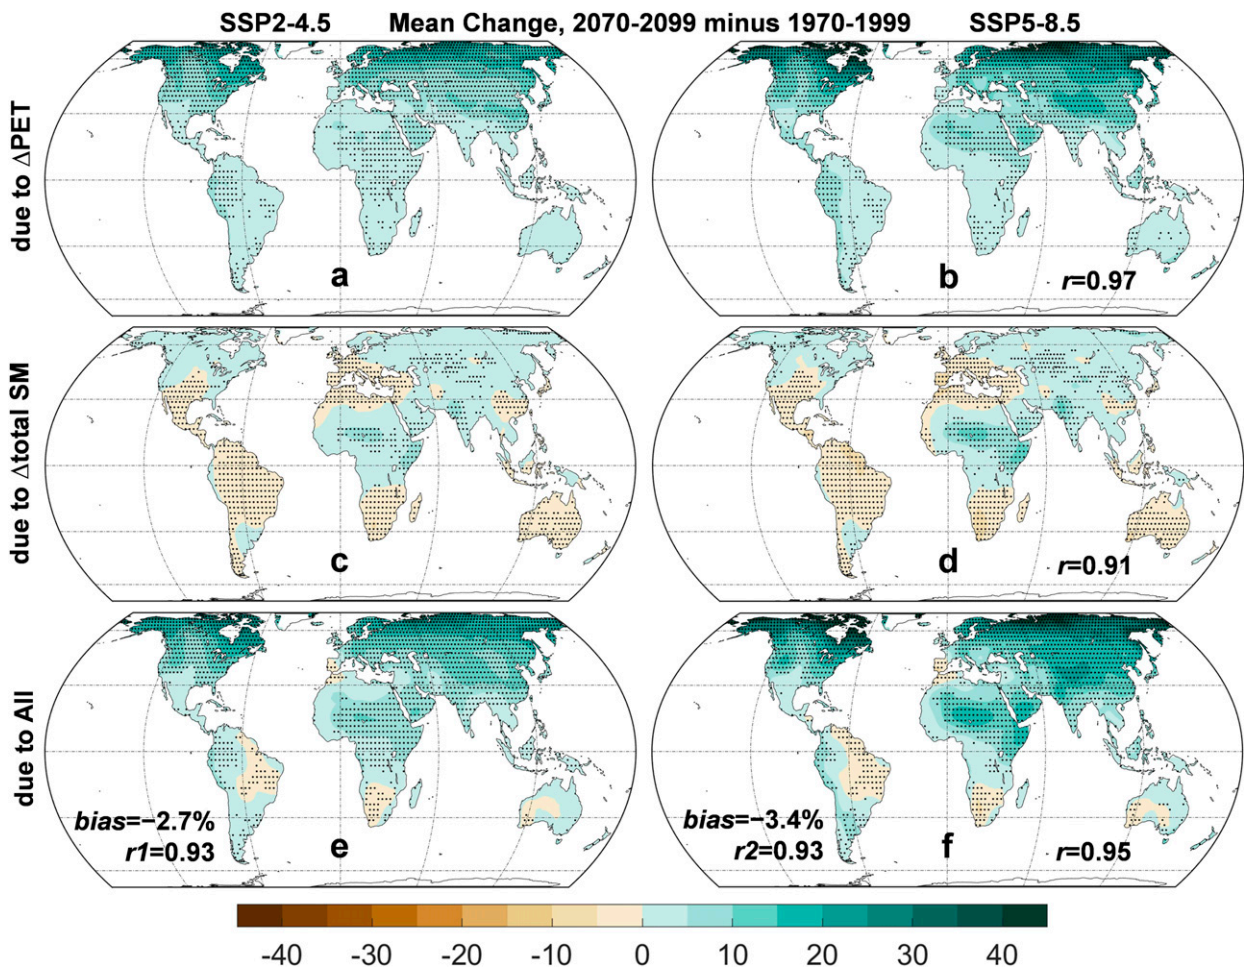 SSP2-4.5 Mean Change, 2070-2099 minus 1970-1999 SSP5-8.5
due to ΔPET
a
b
r=0.97
due to Δtotal SM
c
d
r=0.91
due to All
bias=−2.7%
r1=0.93
e
bias=−3.4%
r2=0.93
f
r=0.95
-40 -30 -20 -10 0 10 20 30 40